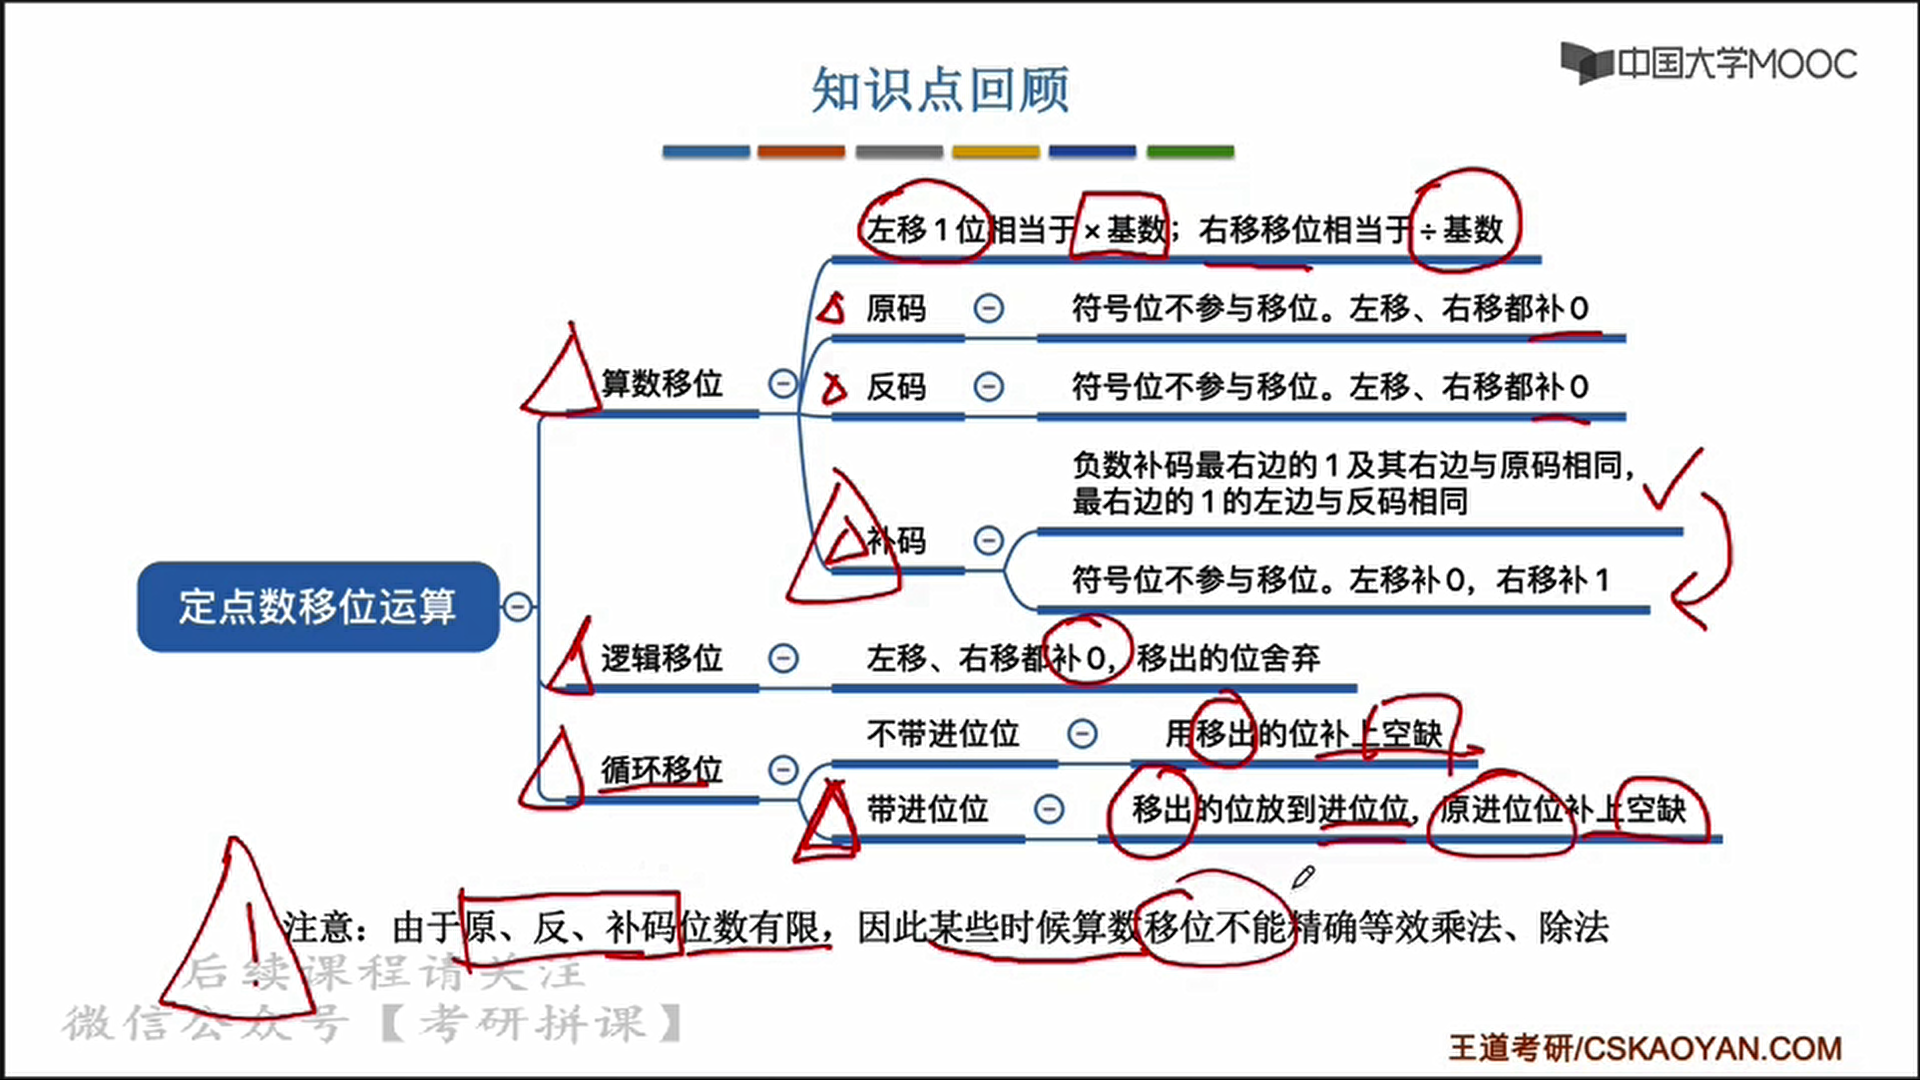 中国大学MOOC
知识点回顾
左移1位相当于×基数；右移移位相当于÷基数
原码
符号位不参与移位。左移、右移都补0
算数移位
反码
符号位不参与移位。左移、右移都补0
负数补码最右边的1及其右边与原码相同，
最右边的1的左边与反码相同
补码
符号位不参与移位。左移补0，右移补1
定点数移位运算
逻辑移位
左移、右移都补0，移出的位舍弃
不带进位位
用移出的位补上空缺
循环移位
带进位位
移出的位放到进位位，原进位位补上空缺
注意：由于原、反、补码位数有限，因此某些时候算数移位不能精确等效乘法、除法
后续课程请关注
微信公众号【考研拼课】
王道考研/CSKAOYAN.COM